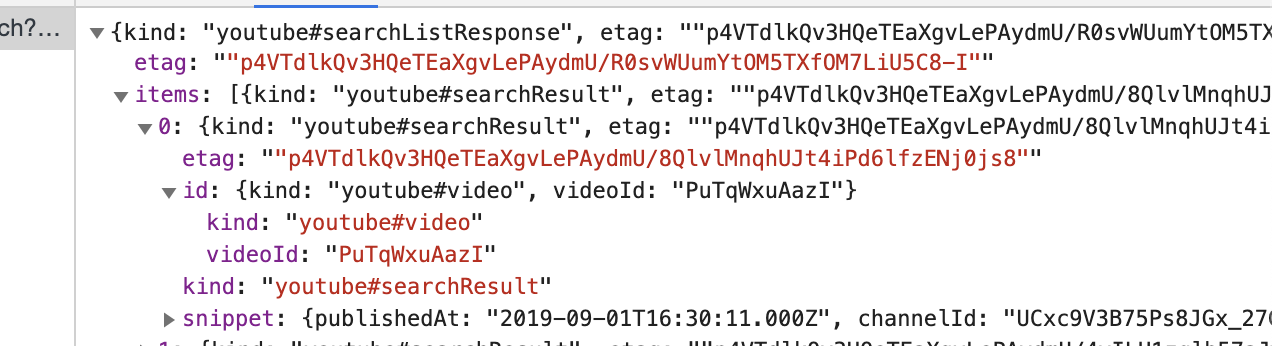 ch?...
{kind: "youtube#searchListResponse", etag: ""p4VTdlkQv3HQeTEaXgvLePAydmU/R0svWUumYtOM5TX
etag: ""p4VTdlkQv3HQeTEaXgvLePAydmU/R0svWUumYtOM5TXfOM7LiU5C8-I""
items: [{kind: "youtube#searchResult", etag: ""p4VTdlkQv3HQeTEaXgvLePAydmU/8QlvlMnqhUJ
0: {kind: "youtube#searchResult", etag: ""p4VTdlkQv3HQeTEaXgvLePAydmU/8QlvlMnqhUJt4i
etag: ""p4VTdlkQv3HQeTEaXgvLePAydmU/8QlvlMnqhUJt4iPd6lfzENj0js8""
id: {kind: "youtube#video", videoId: "PuTqWxuAazI"}
kind: "youtube#video"
videoId: "PuTqWxuAazI"
kind: "youtube#searchResult"
snippet: {publishedAt: "2019-09-01T16:30:11.000Z", channelId: "UCxc9V3B75Ps8JGx_27